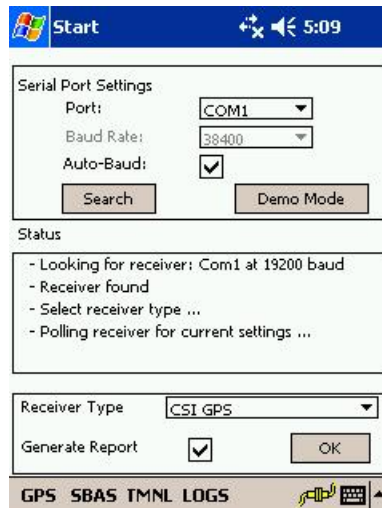 Start 5:09
Serial Port Settings
Port: COM1
Baud Rate: 38400
Auto-Baud:
Search Demo Mode
Status
- Looking for receiver: Com1 at 19200 baud
- Receiver found
- Select receiver type ...
- Polling receiver for current settings ...
Receiver Type CSI GPS
Generate Report OK
GPS SBAS TMNL LOGS